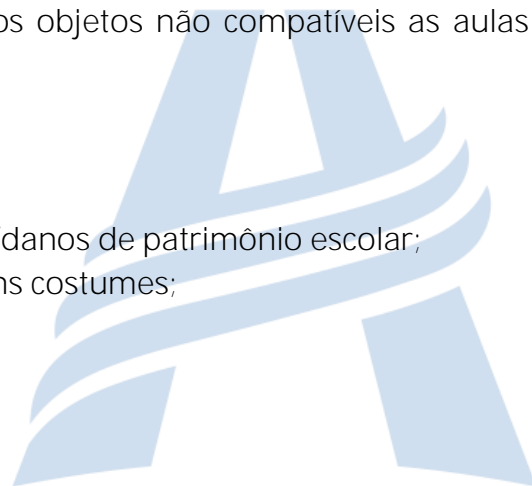 os objetos não compatíveis as aulas
danos de patrimônio escolar;
ns costumes;